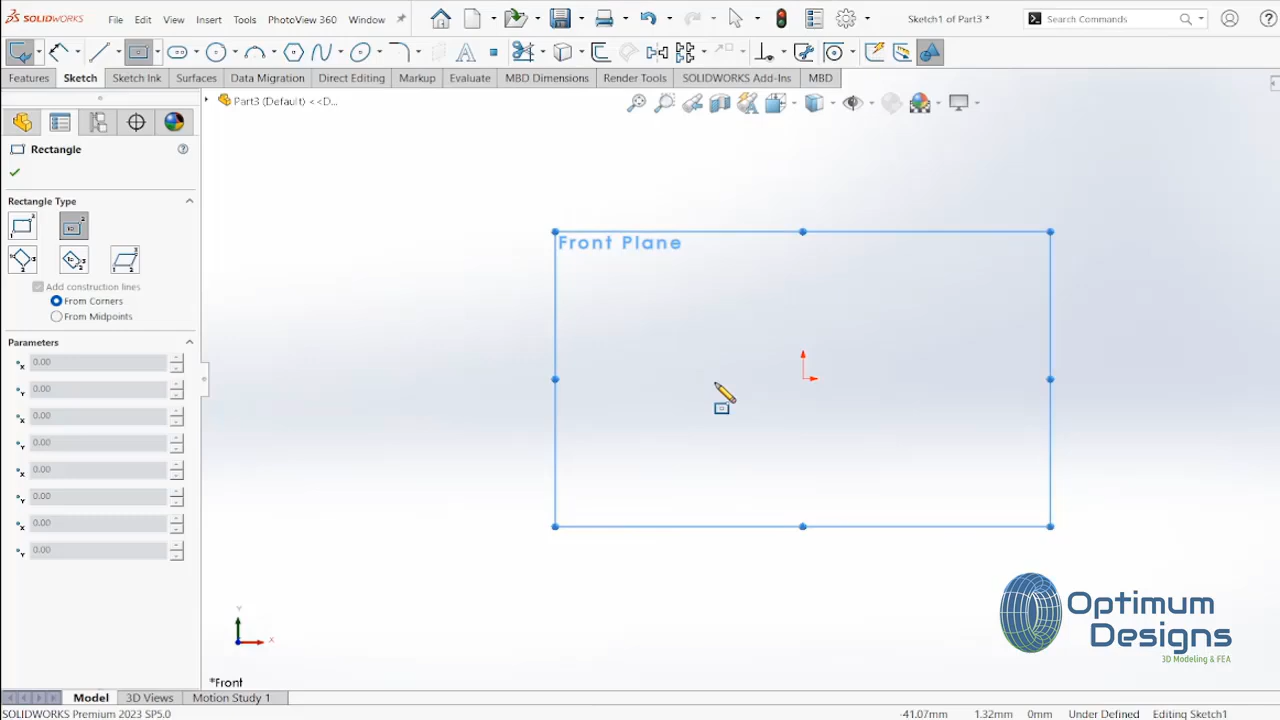 SOLIDWORKS File Edit View Insert Tools PhotoView 360 Window Sketch1 of Part3 * Search Commands
Features Sketch Sketch Ink Surfaces Data Migration Direct Editing Markup Evaluate MBD Dimensions Render Tools SOLIDWORKS Add-Ins MBD
Part3 (Default) <<D...
Rectangle
Rectangle Type
Add construction lines
From Corners
From Midpoints
Parameters
0.00
0.00
0.00
0.00
0.00
0.00
0.00
0.00
Front Plane
Y
X
*Front
Optimum
Designs
3D Modeling & FEA
Model 3D Views Motion Study 1
SOLIDWORKS Premium 2023 SP5.0 -41.07mm 1.32mm 0mm Under Defined Editing Sketch1